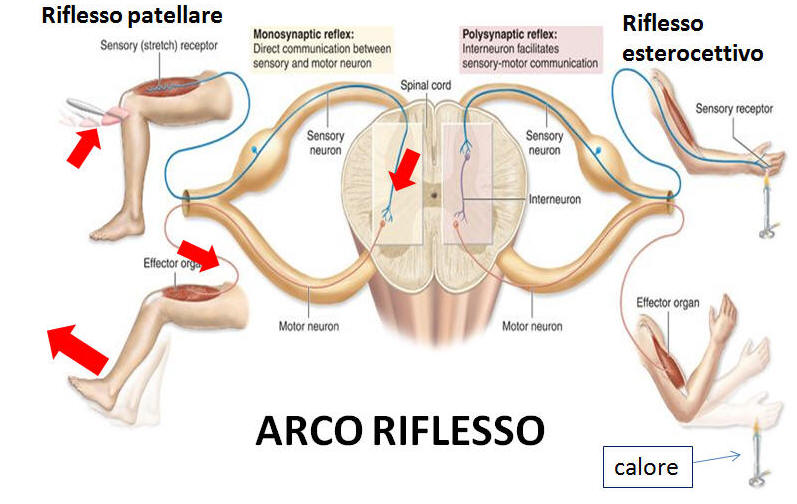 Riflesso patellare
Sensory (stretch) receptor
Monosynaptic reflex:
Direct communication between
sensory and motor neuron
Polysynaptic reflex:
Interneuron facilitates
sensory-motor communication
Riflesso
esterocettivo
Spinal cord
Sensory receptor
Sensory
neuron
Sensory
neuron
Interneuron
Effector organ
Effector organ
Motor neuron
Motor neuron
ARCO RIFLESSO
calore